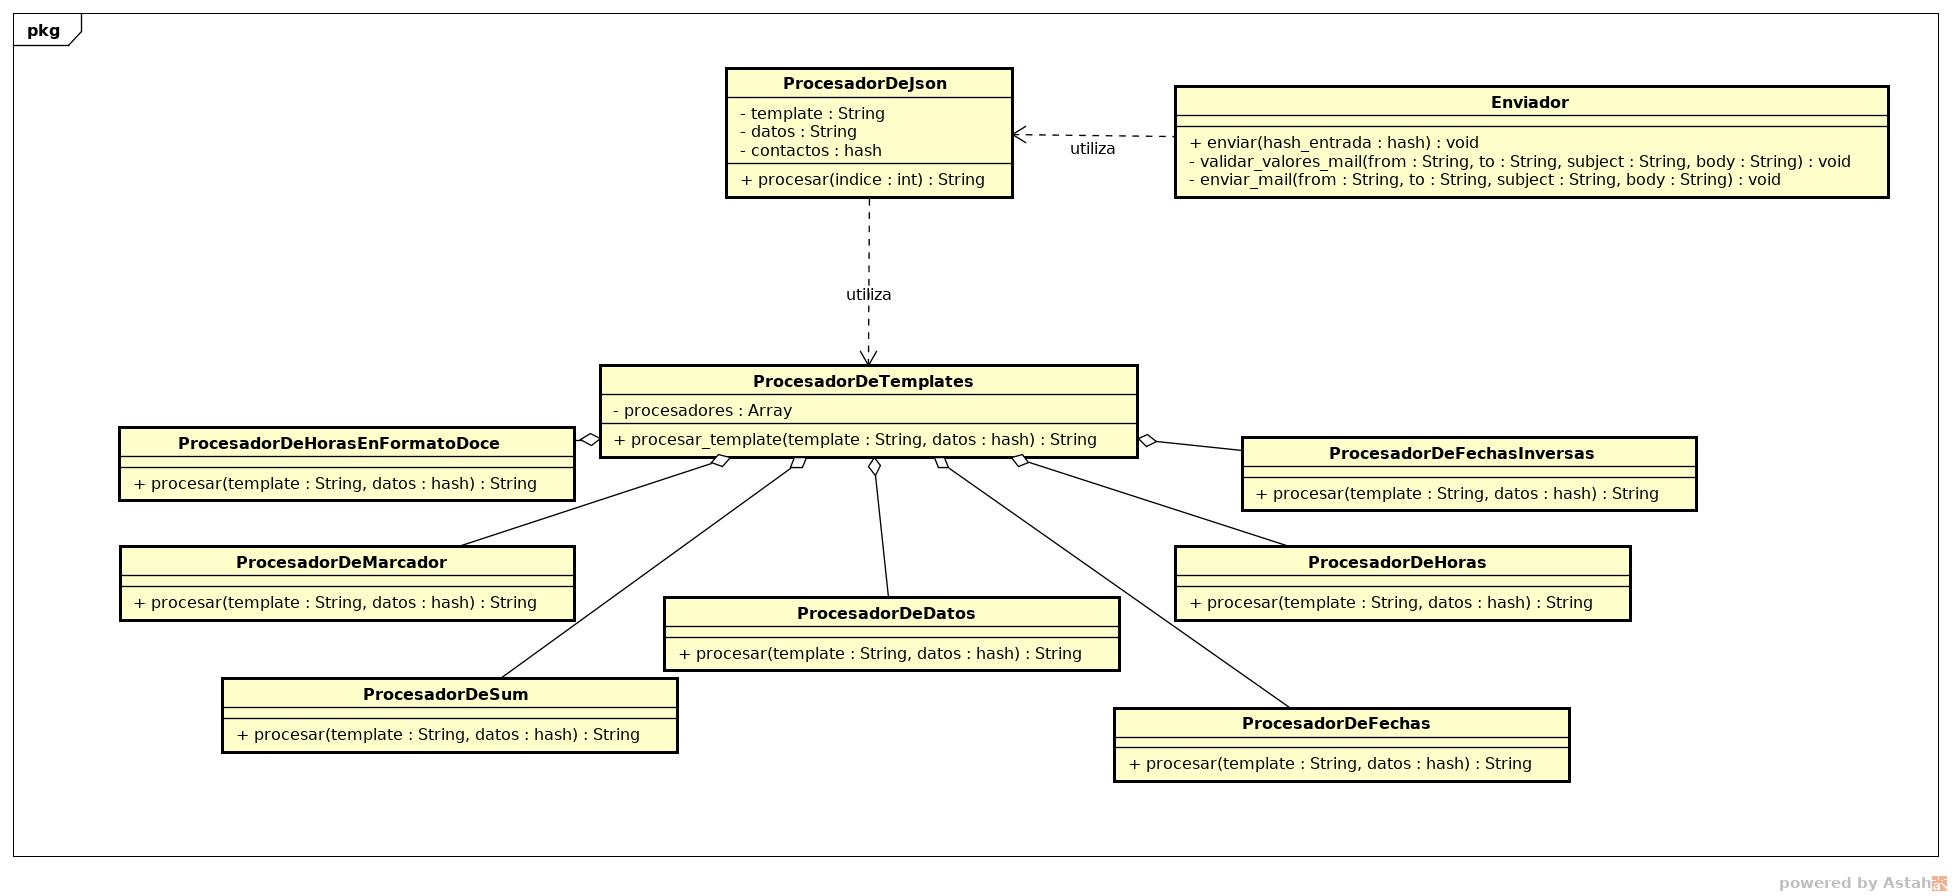 pkg
ProcesadorDeJson
- template : String
- datos : String
- contactos : hash
+ procesar(indice : int) : String
Enviador
+ enviar(hash_entrada : hash) : void
- validar_valores_mail(from : String, to : String, subject : String, body : String) : void
- enviar_mail(from : String, to : String, subject : String, body : String) : void
utiliza
utiliza
ProcesadorDeTemplates
- procesadores : Array
+ procesar_template(template : String, datos : hash) : String
ProcesadorDeHorasEnFormatoDoce
+ procesar(template : String, datos : hash) : String
ProcesadorDeFechasInversas
+ procesar(template : String, datos : hash) : String
ProcesadorDeMarcador
+ procesar(template : String, datos : hash) : String
ProcesadorDeHoras
+ procesar(template : String, datos : hash) : String
ProcesadorDeDatos
+ procesar(template : String, datos : hash) : String
ProcesadorDeSum
+ procesar(template : String, datos : hash) : String
ProcesadorDeFechas
+ procesar(template : String, datos : hash) : String
powered by Astah